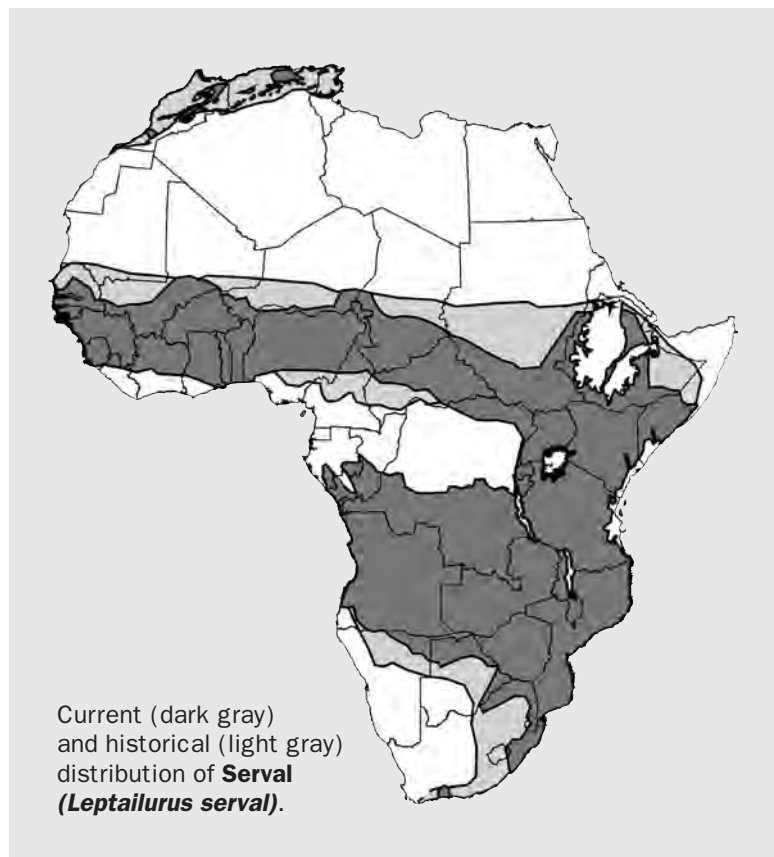 Current (dark gray)
and historical (light gray)
distribution of Serval
(Leptailurus serval).